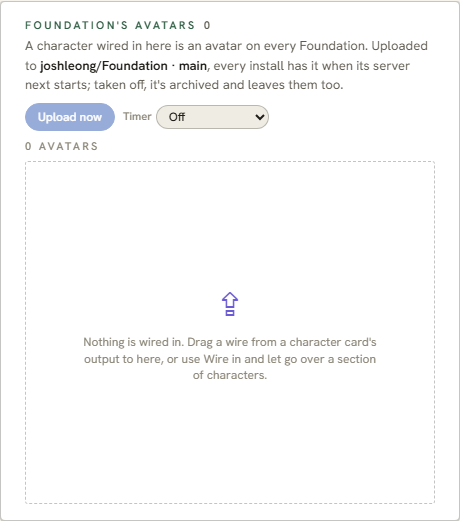 FOUNDATION'S AVATARS 0
A character wired in here is an avatar on every Foundation. Uploaded
to joshleong/Foundation · main, every install has it when its server
next starts; taken off, it's archived and leaves them too.
Upload now Timer Off
0 AVATARS
Nothing is wired in. Drag a wire from a character card's
output to here, or use Wire in and let go over a section
of characters.